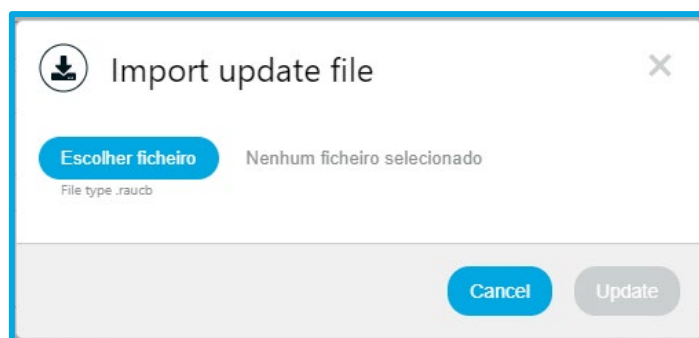 Import update file
Escolher ficheiro Nenhum ficheiro selecionado
File type .raucb
Cancel Update